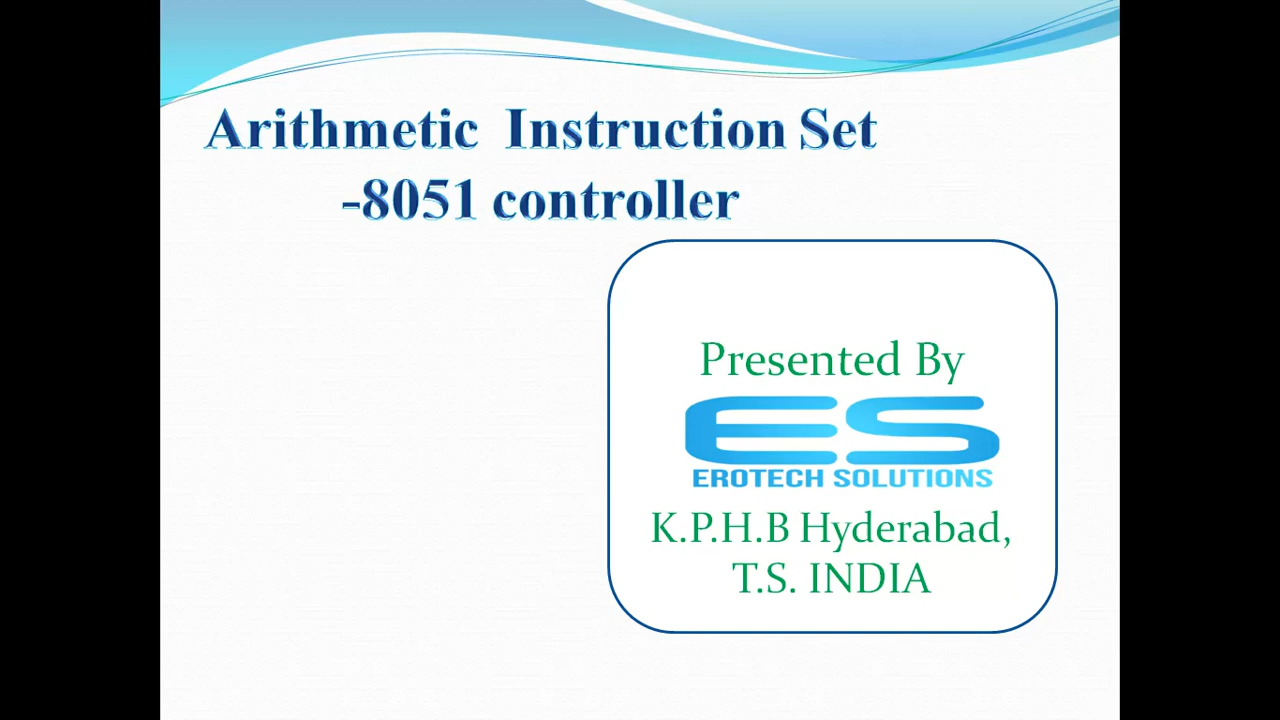 Arithmetic Instruction Set
-8051 controller
Presented By
ES
EROTECH SOLUTIONS
K.P.H.B Hyderabad,
T.S. INDIA